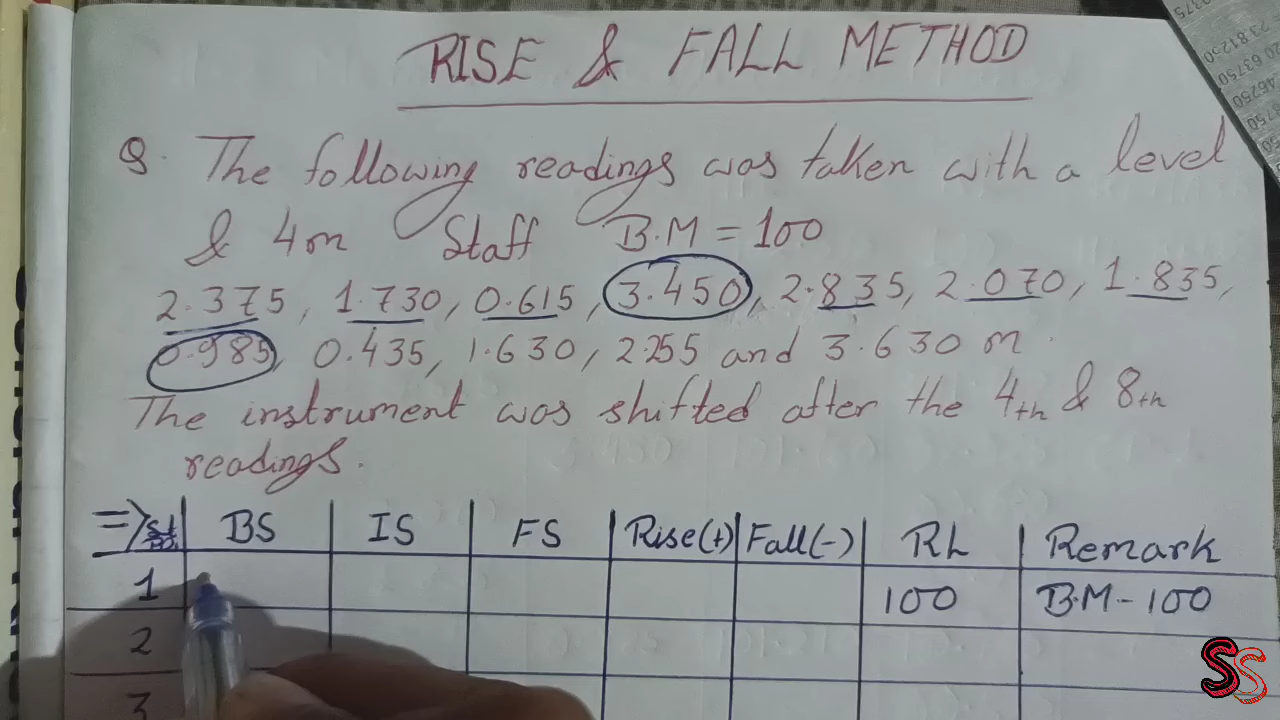 RISE & FALL METHOD
Q. The following readings was taken with a level
& 4m Staff B.M = 100
2.375, 1.730, 0.615, 3.450, 2.835, 2.070, 1.835,
0.985, 0.435, 1.630, 2.255 and 3.630 m.
The instrument was shifted after the 4th & 8th
readings.
=> St. No. BS IS FS Rise(+) Fall(-) RL Remark
1 100 B.M - 100
2
3
SS